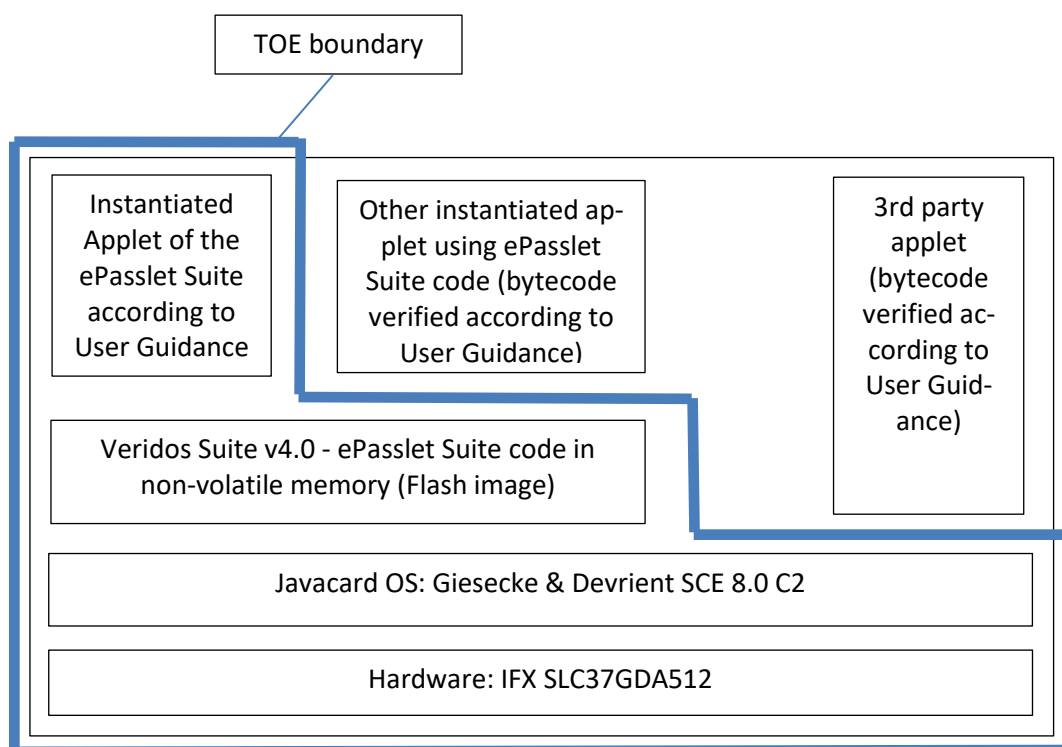 TOE boundary
Instantiated
Applet of the
ePasslet Suite
according to
User Guidance
Other instantiated ap-
plet using ePasslet
Suite code (bytecode
verified according to
User Guidance)
3rd party
applet
(bytecode
verified ac-
cording to
User Guid-
ance)
Veridos Suite v4.0 - ePasslet Suite code in
non-volatile memory (Flash image)
Javacard OS: Giesecke & Devrient SCE 8.0 C2
Hardware: IFX SLC37GDA512